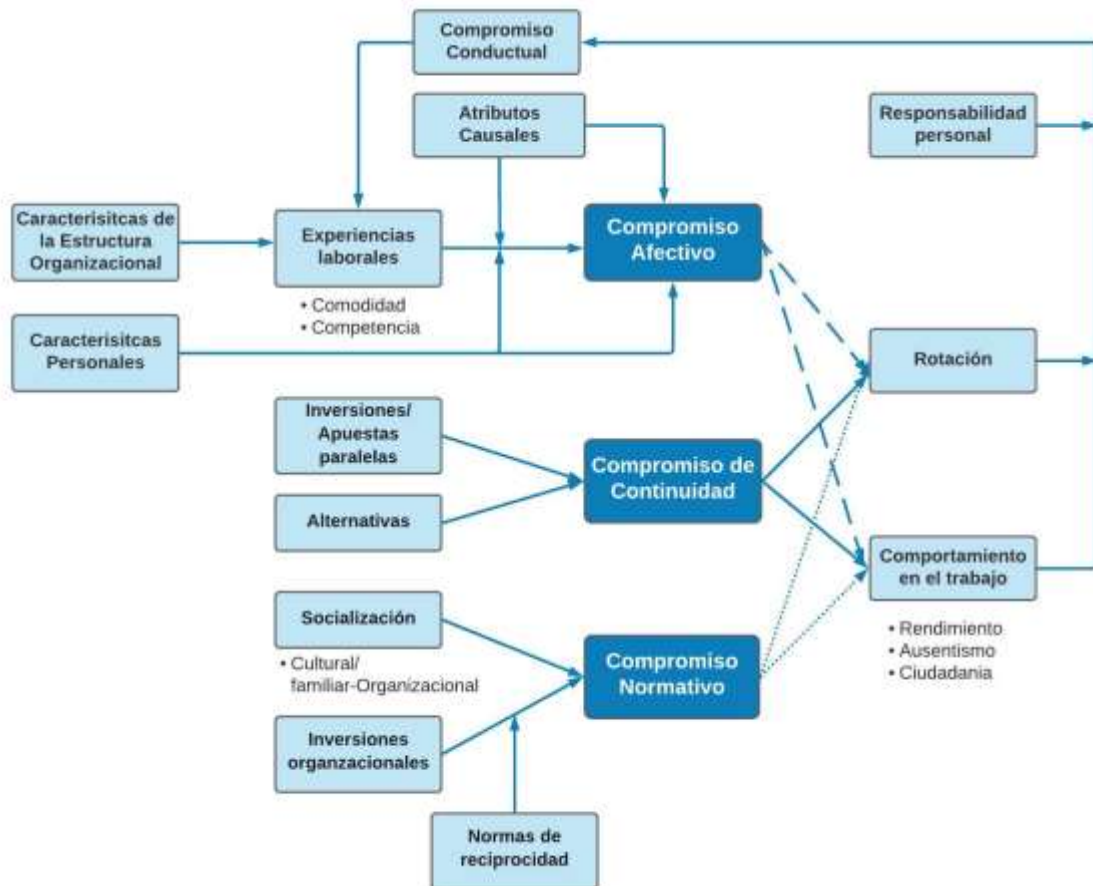 Compromiso
Conductual
Atributos
Causales
Responsabilidad
personal
Caracterisitcas de
la Estructura
Organizacional
Experiencias
laborales
• Comodidad
• Competencia
Compromiso
Afectivo
Caracterisitcas
Personales
Rotación
Inversiones/
Apuestas
paralelas
Alternativas
Compromiso de
Continuidad
Comportamiento
en el trabajo
• Rendimiento
• Ausentismo
• Ciudadania
Socialización
• Cultural/
familiar-Organizacional
Compromiso
Normativo
Inversiones
organzacionales
Normas de
reciprocidad